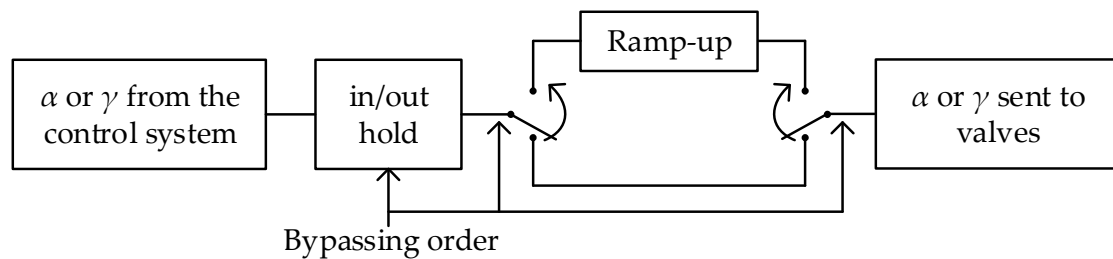 Ramp-up
α or γ from the
control system
in/out
hold
α or γ sent to
valves
Bypassing order